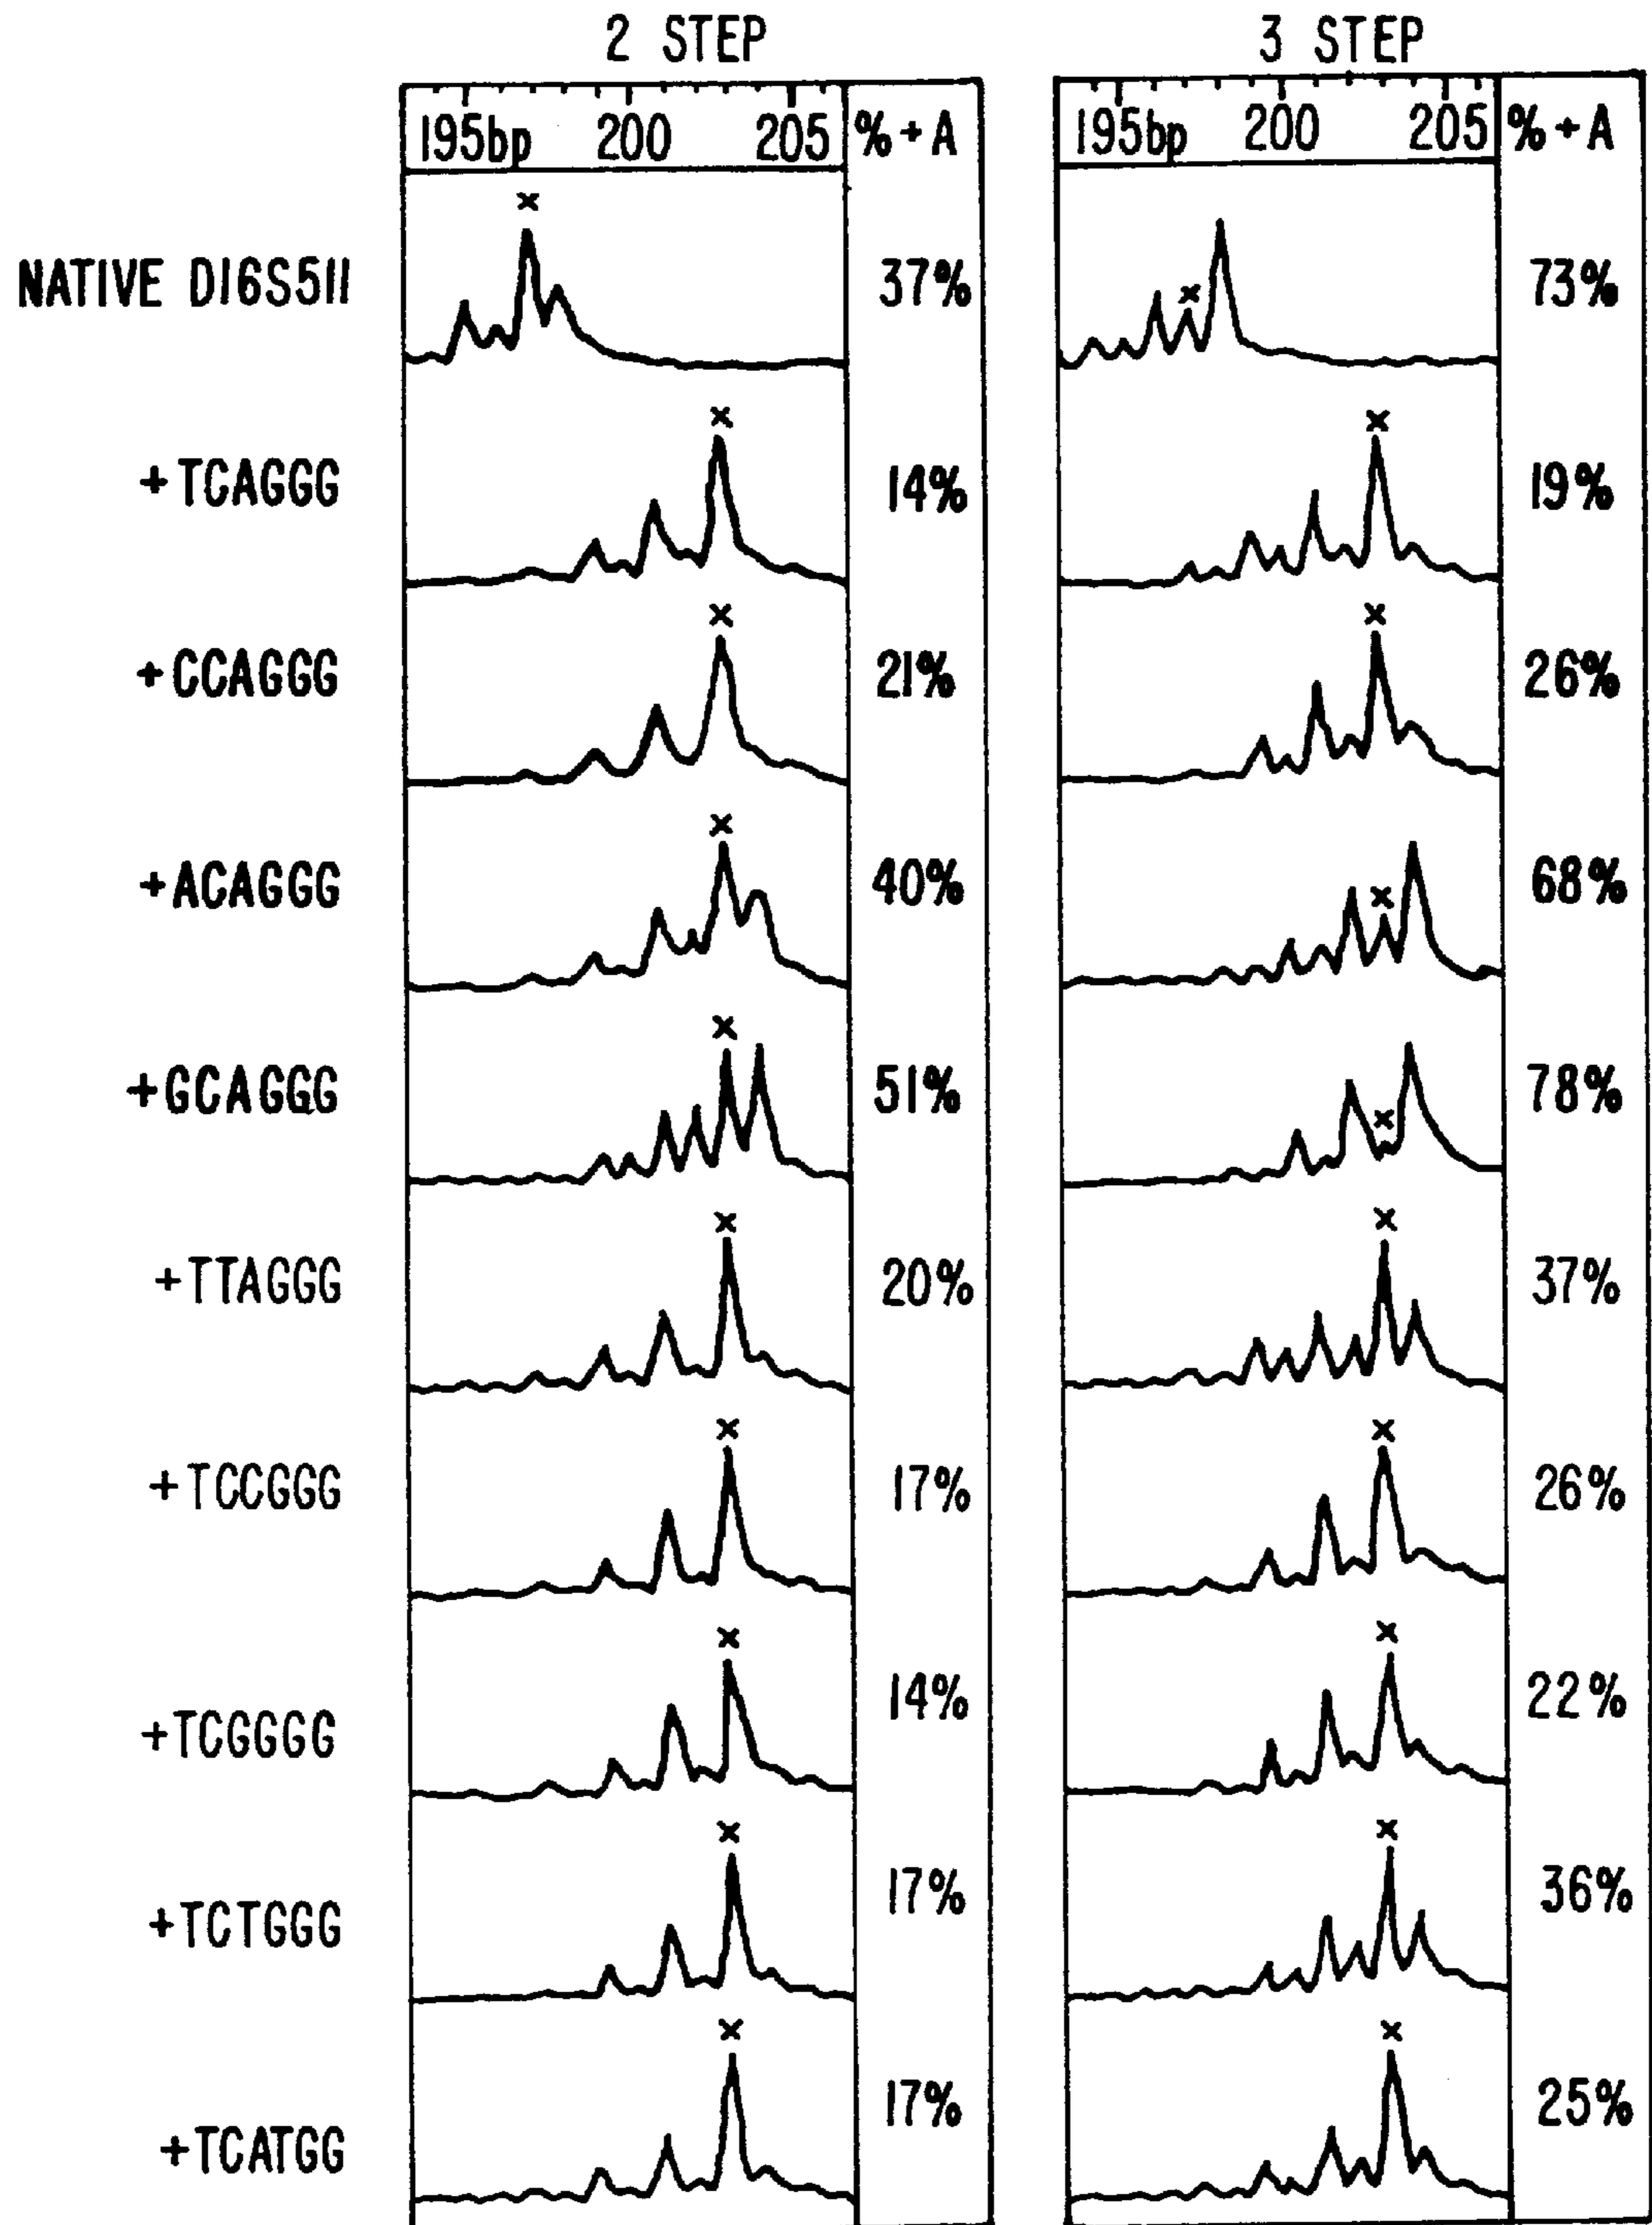 2 STEP 3 STEP
195bp 200 205 %+A 195bp 200 205 %+A
×
NATIVE D16S511 37% × 73%
× ×
+TCAGGG 14% 19%
× ×
+CCAGGG 21% 26%
×
+ACAGGG 40% × 68%
×
+GCAGGG 51% × 78%
× ×
+TTAGGG 20% 37%
× ×
+TCCGGG 17% 26%
× ×
+TCGGGG 14% 22%
× ×
+TCTGGG 17% 36%
× ×
+TCATGG 17% 25%